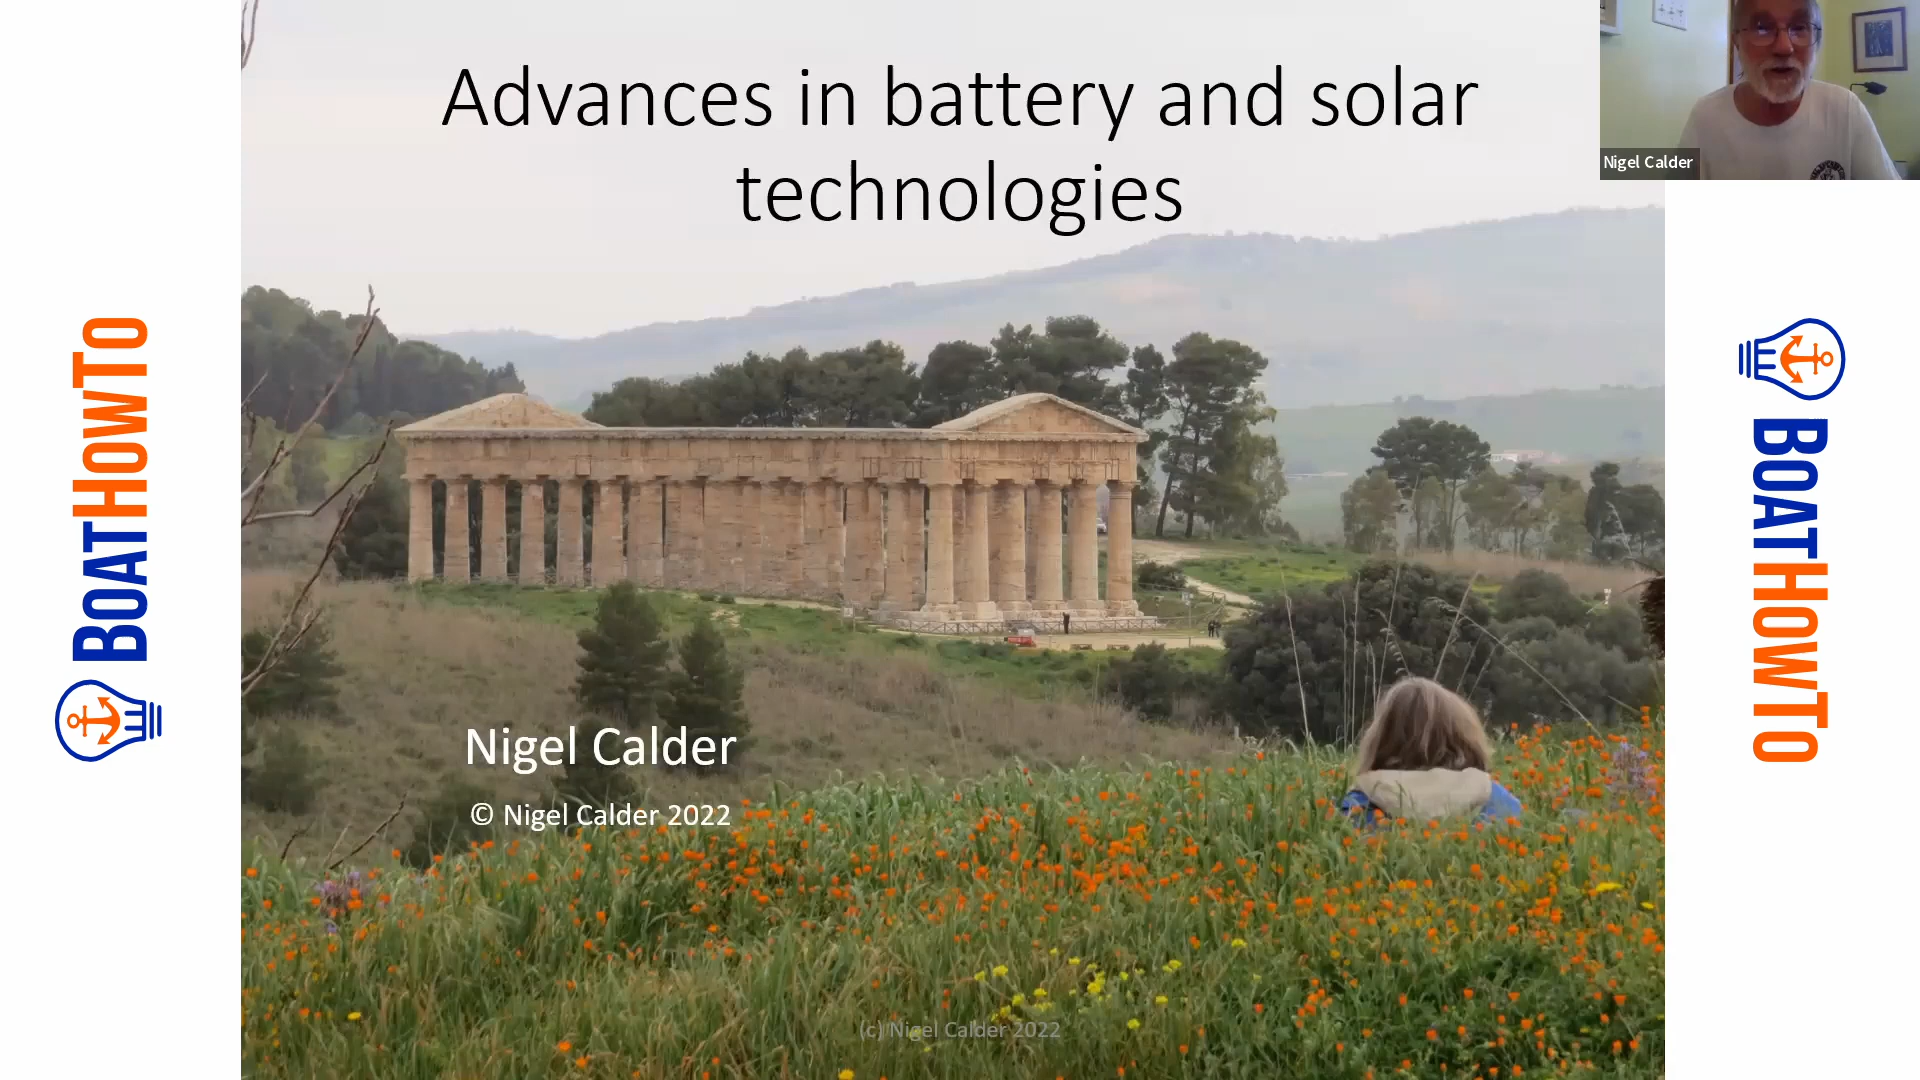 Advances in battery and solar
technologies
Nigel Calder
BOATHOWTO
BOATHOWTO
Nigel Calder
© Nigel Calder 2022
(c) Nigel Calder 2022